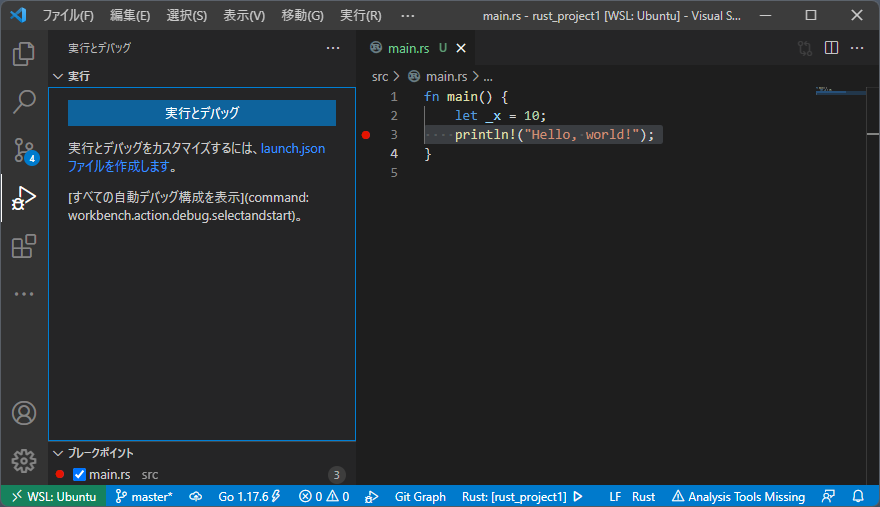 ファイル(F) 編集(E) 選択(S) 表示(V) 移動(G) 実行(R) ··· main.rs - rust_project1 [WSL: Ubuntu] - Visual S...
実行とデバッグ ···
実行
実行とデバッグ
実行とデバッグをカスタマイズするには、launch.json
ファイルを作成します。
[すべての自動デバッグ構成を表示](command:
workbench.action.debug.selectandstart)。
4
ブレークポイント
main.rs src 3
main.rs U
src > main.rs > ...
1 fn main() {
2 let _x = 10;
3 println!("Hello, world!");
4 }
5
WSL: Ubuntu master* Go 1.17.6 0 0 Git Graph Rust: [rust_project1] LF Rust Analysis Tools Missing